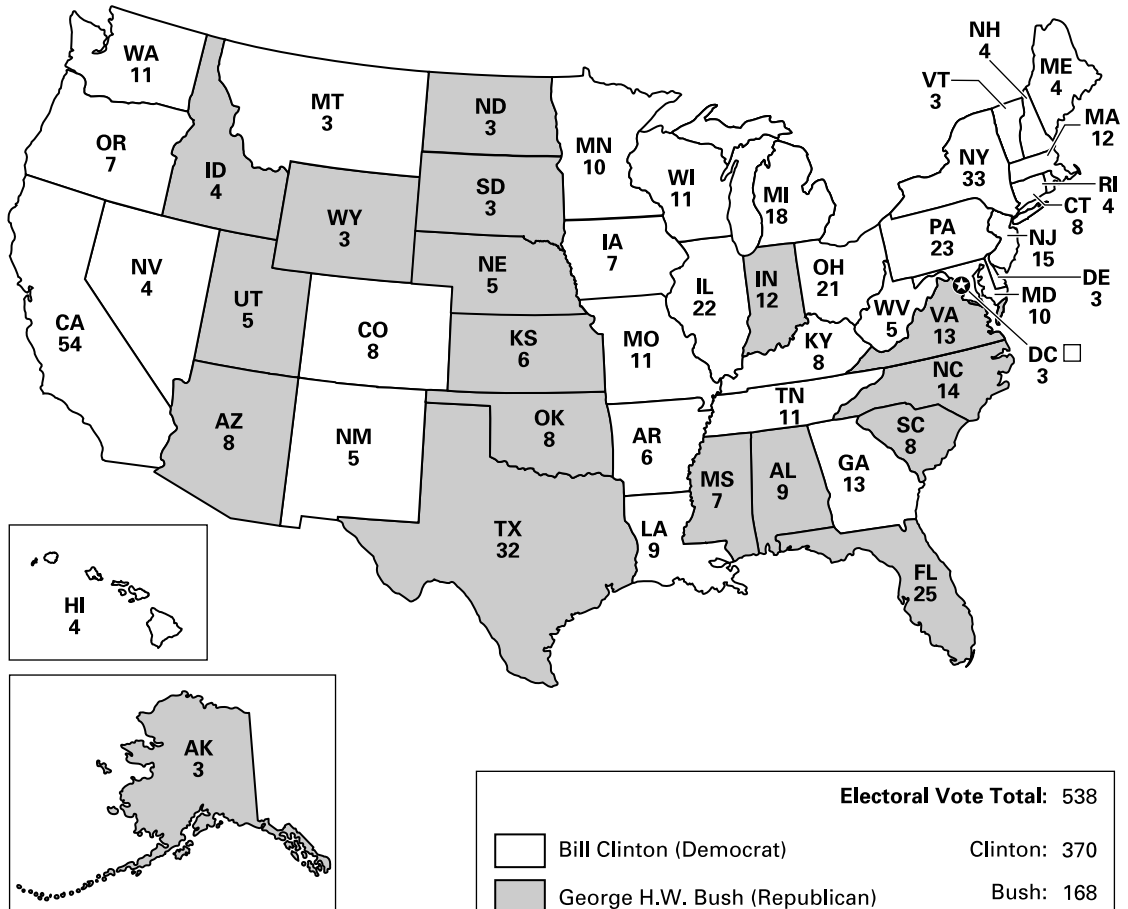 WA
11
OR
7
CA
54
NV
4
ID
4
MT
3
WY
3
UT
5
AZ
8
CO
8
NM
5
ND
3
SD
3
NE
5
KS
6
OK
8
TX
32
MN
10
IA
7
MO
11
AR
6
LA
9
WI
11
IL
22
MI
18
IN
12
OH
21
KY
8
TN
11
MS
7
AL
9
GA
13
FL
25
SC
8
NC
14
VA
13
WV
5
PA
23
NY
33
VT
3
NH
4
ME
4
MA
12
RI
4
CT
8
NJ
15
DE
3
MD
10
DC □
3
HI
4
AK
3
Electoral Vote Total: 538
Bill Clinton (Democrat) Clinton: 370
George H.W. Bush (Republican) Bush: 168